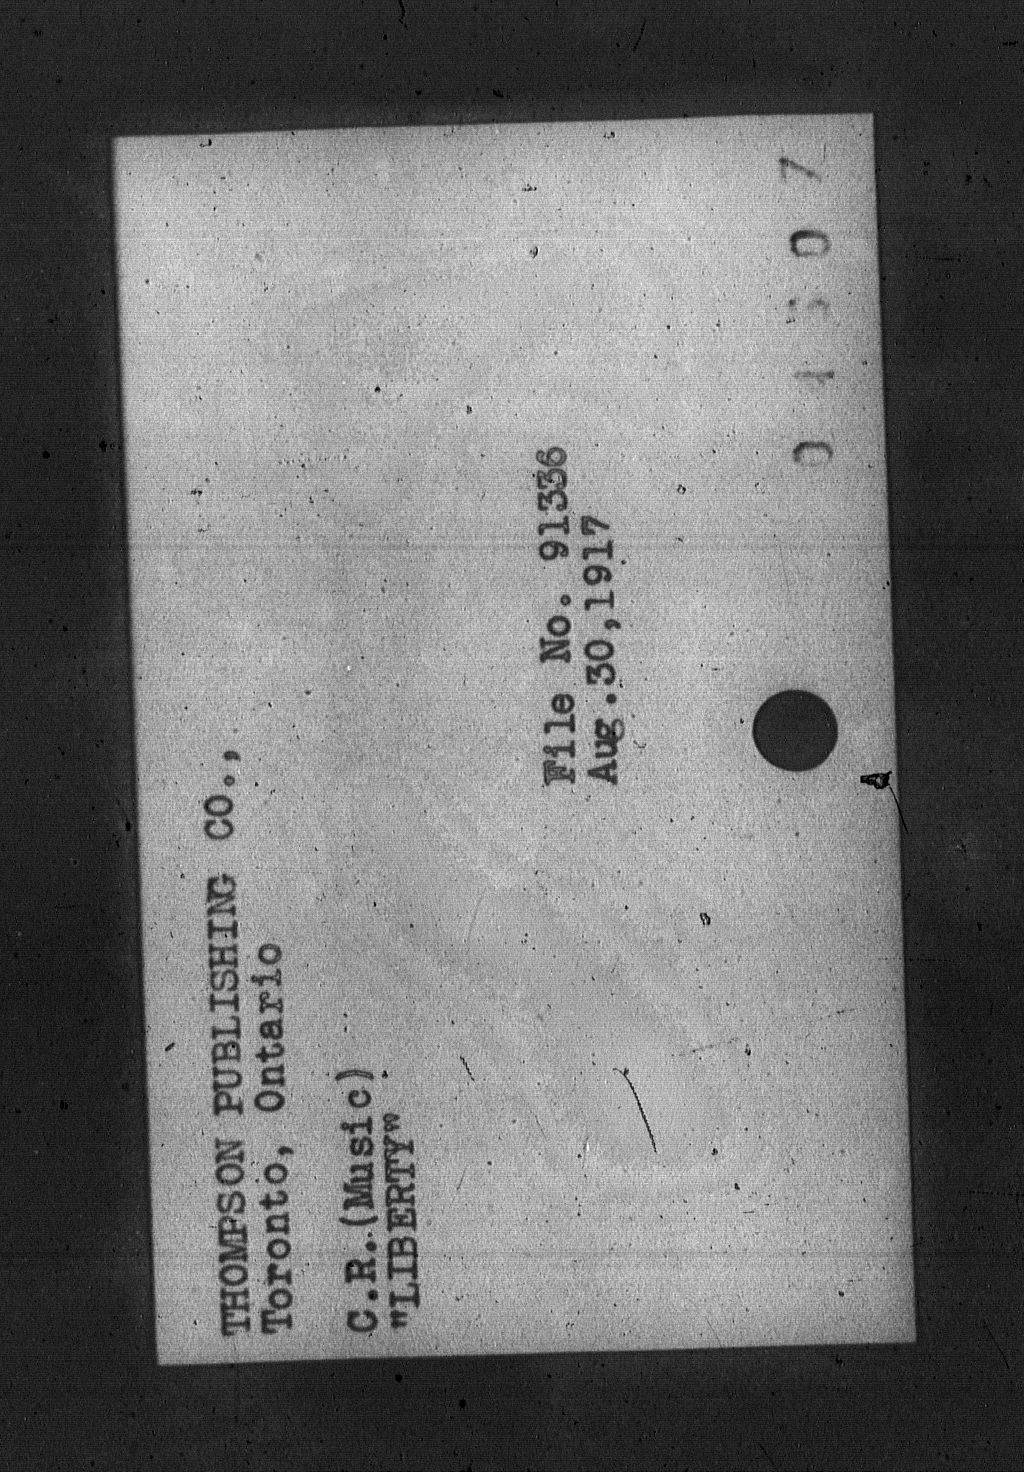 THOMPSON PUBLISHING CO.,
Toronto, Ontario
C.R.(Music)
"LIBERTY"
File No. 91336
Aug.30,1917